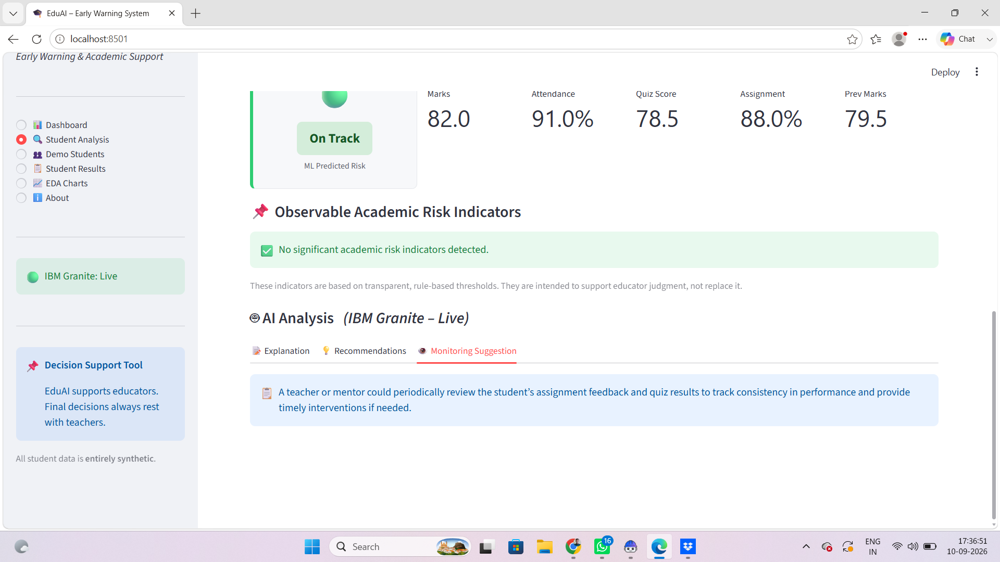 EduAI – Early Warning System
localhost:8501
Chat
Early Warning & Academic Support
Dashboard
Student Analysis
Demo Students
Student Results
EDA Charts
About
IBM Granite: Live
Decision Support Tool
EduAI supports educators.
Final decisions always rest
with teachers.
All student data is entirely synthetic.
Deploy
On Track
ML Predicted Risk
Marks
82.0
Attendance
91.0%
Quiz Score
78.5
Assignment
88.0%
Prev Marks
79.5
Observable Academic Risk Indicators
No significant academic risk indicators detected.
These indicators are based on transparent, rule-based thresholds. They are intended to support educator judgment, not replace it.
AI Analysis (IBM Granite – Live)
Explanation
Recommendations
Monitoring Suggestion
A teacher or mentor could periodically review the student’s assignment feedback and quiz results to track consistency in performance and provide
timely interventions if needed.
Search
16
ENG
IN
17:36:51
10-09-2026